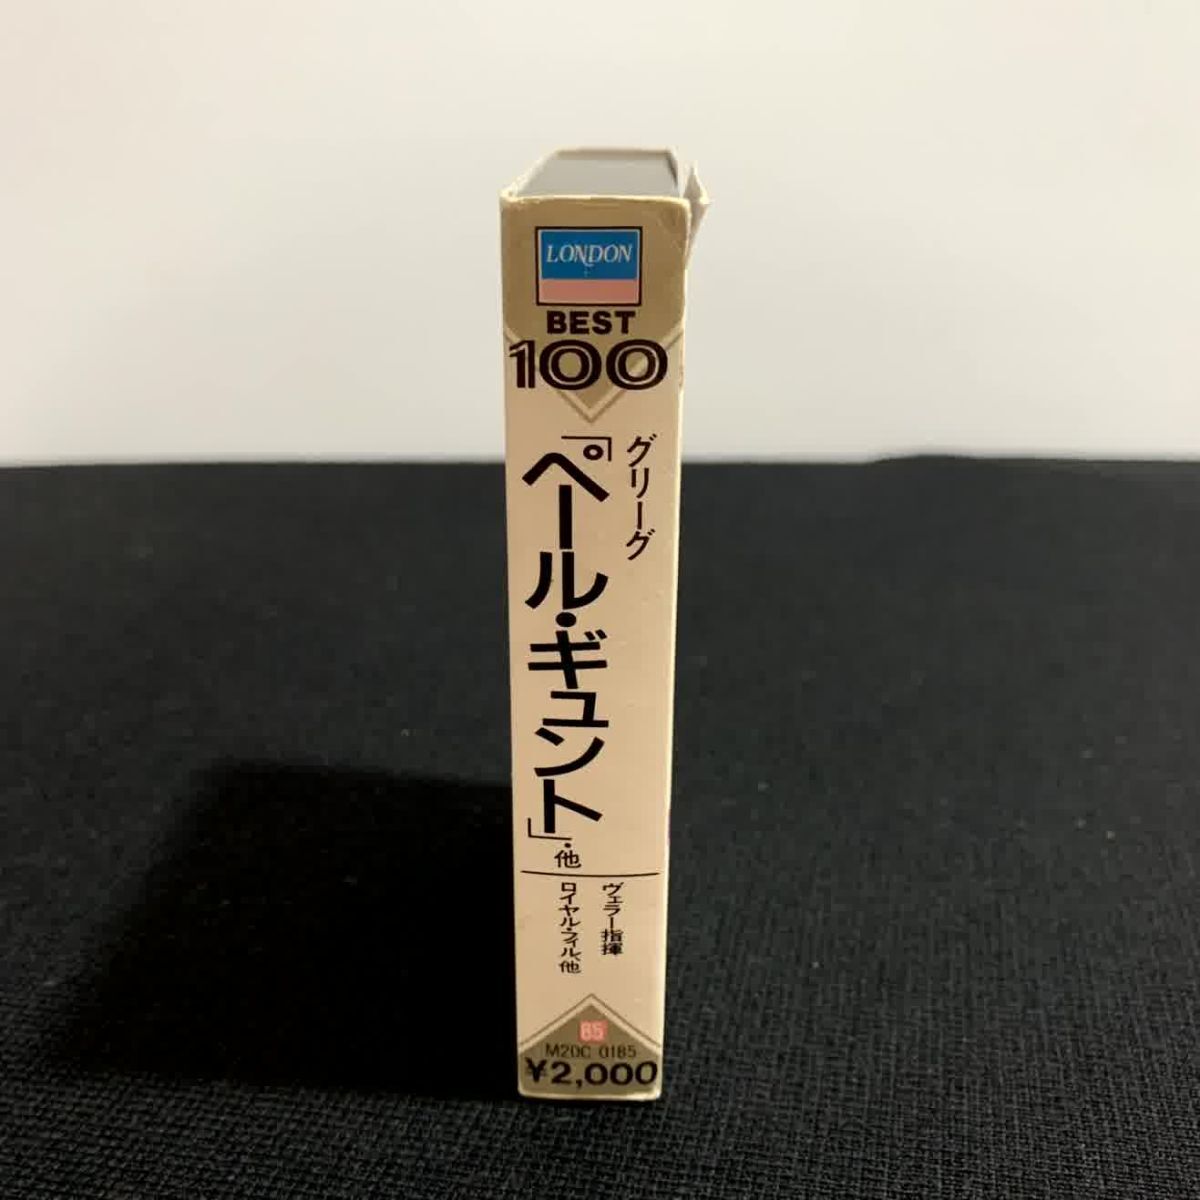 LONDON
BEST
100
グリーグ
「ペール・ギュント」・他
ヴェラー指揮
ロイヤル・フィル、他
85
M20C 0185
¥2,000